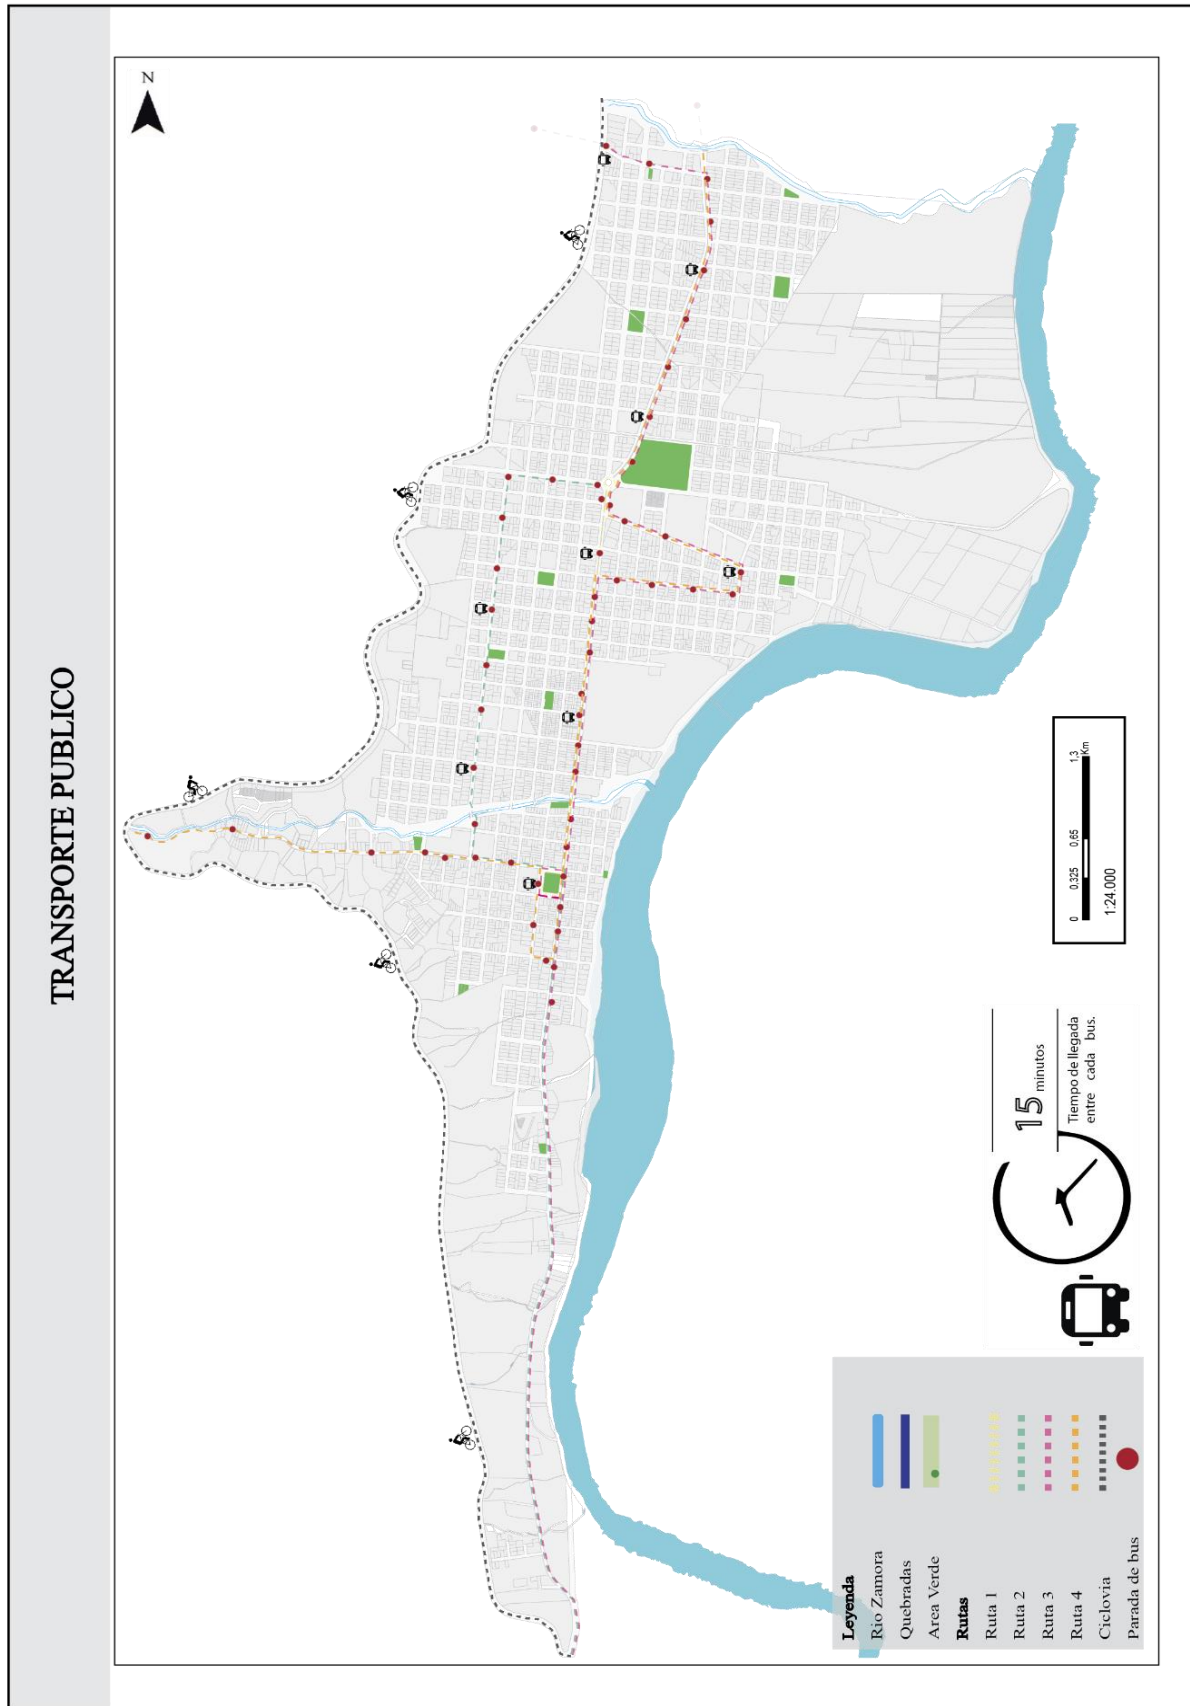 TRANSPORTE PUBLICO
N
0 0.325 0,65 1.3 Km
1:24.000
15 minutos
Tiempo de llegada
entre cada bus.
Leyenda
Rio Zamora
Quebradas
Area Verde
Rutas
Ruta 1
Ruta 2
Ruta 3
Ruta 4
Ciclovia
Parada de bus